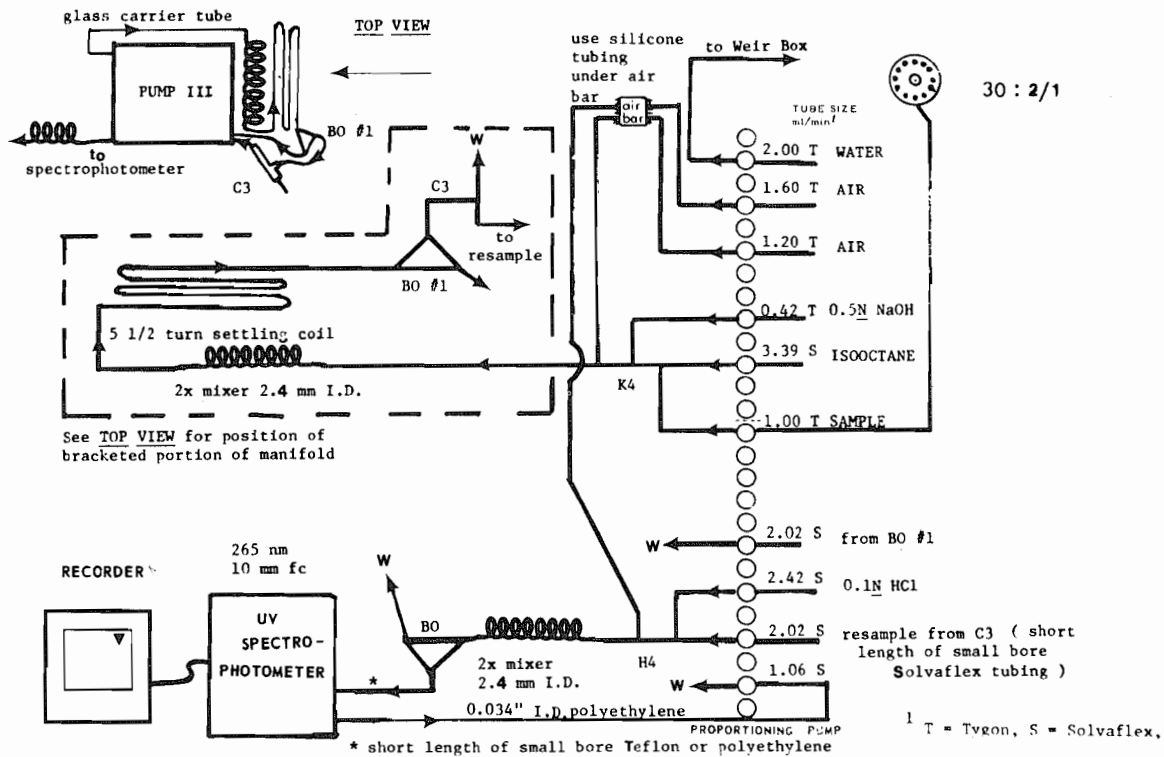 glass carrier tube
TOP VIEW
PUMP III
BO #1
to
spectrophotometer
C3
use silicone
tubing
under air
bar
air
bar
to Weir Box
30 : 2/1
TUBE SIZE
ml/min¹
2.00 T WATER
1.60 T AIR
1.20 T AIR
0.42 T 0.5N NaOH
3.39 S ISOOCTANE
1.00 T SAMPLE
W
C3
to
resample
BO #1
5 1/2 turn settling coil
2x mixer 2.4 mm I.D.
K4
See TOP VIEW for position of
bracketed portion of manifold
W
2.02 S from BO #1
2.42 S 0.1N HCl
2.02 S resample from C3 ( short
length of small bore
Solvaflex tubing )
W
1.06 S
265 nm
10 mm fc
RECORDER
UV
SPECTRO-
PHOTOMETER
W
BO
2x mixer
2.4 mm I.D.
H4
*
0.034" I.D. polyethylene
PROPORTIONING PUMP
* short length of small bore Teflon or polyethylene
1 T = Tygon, S = Solvaflex,